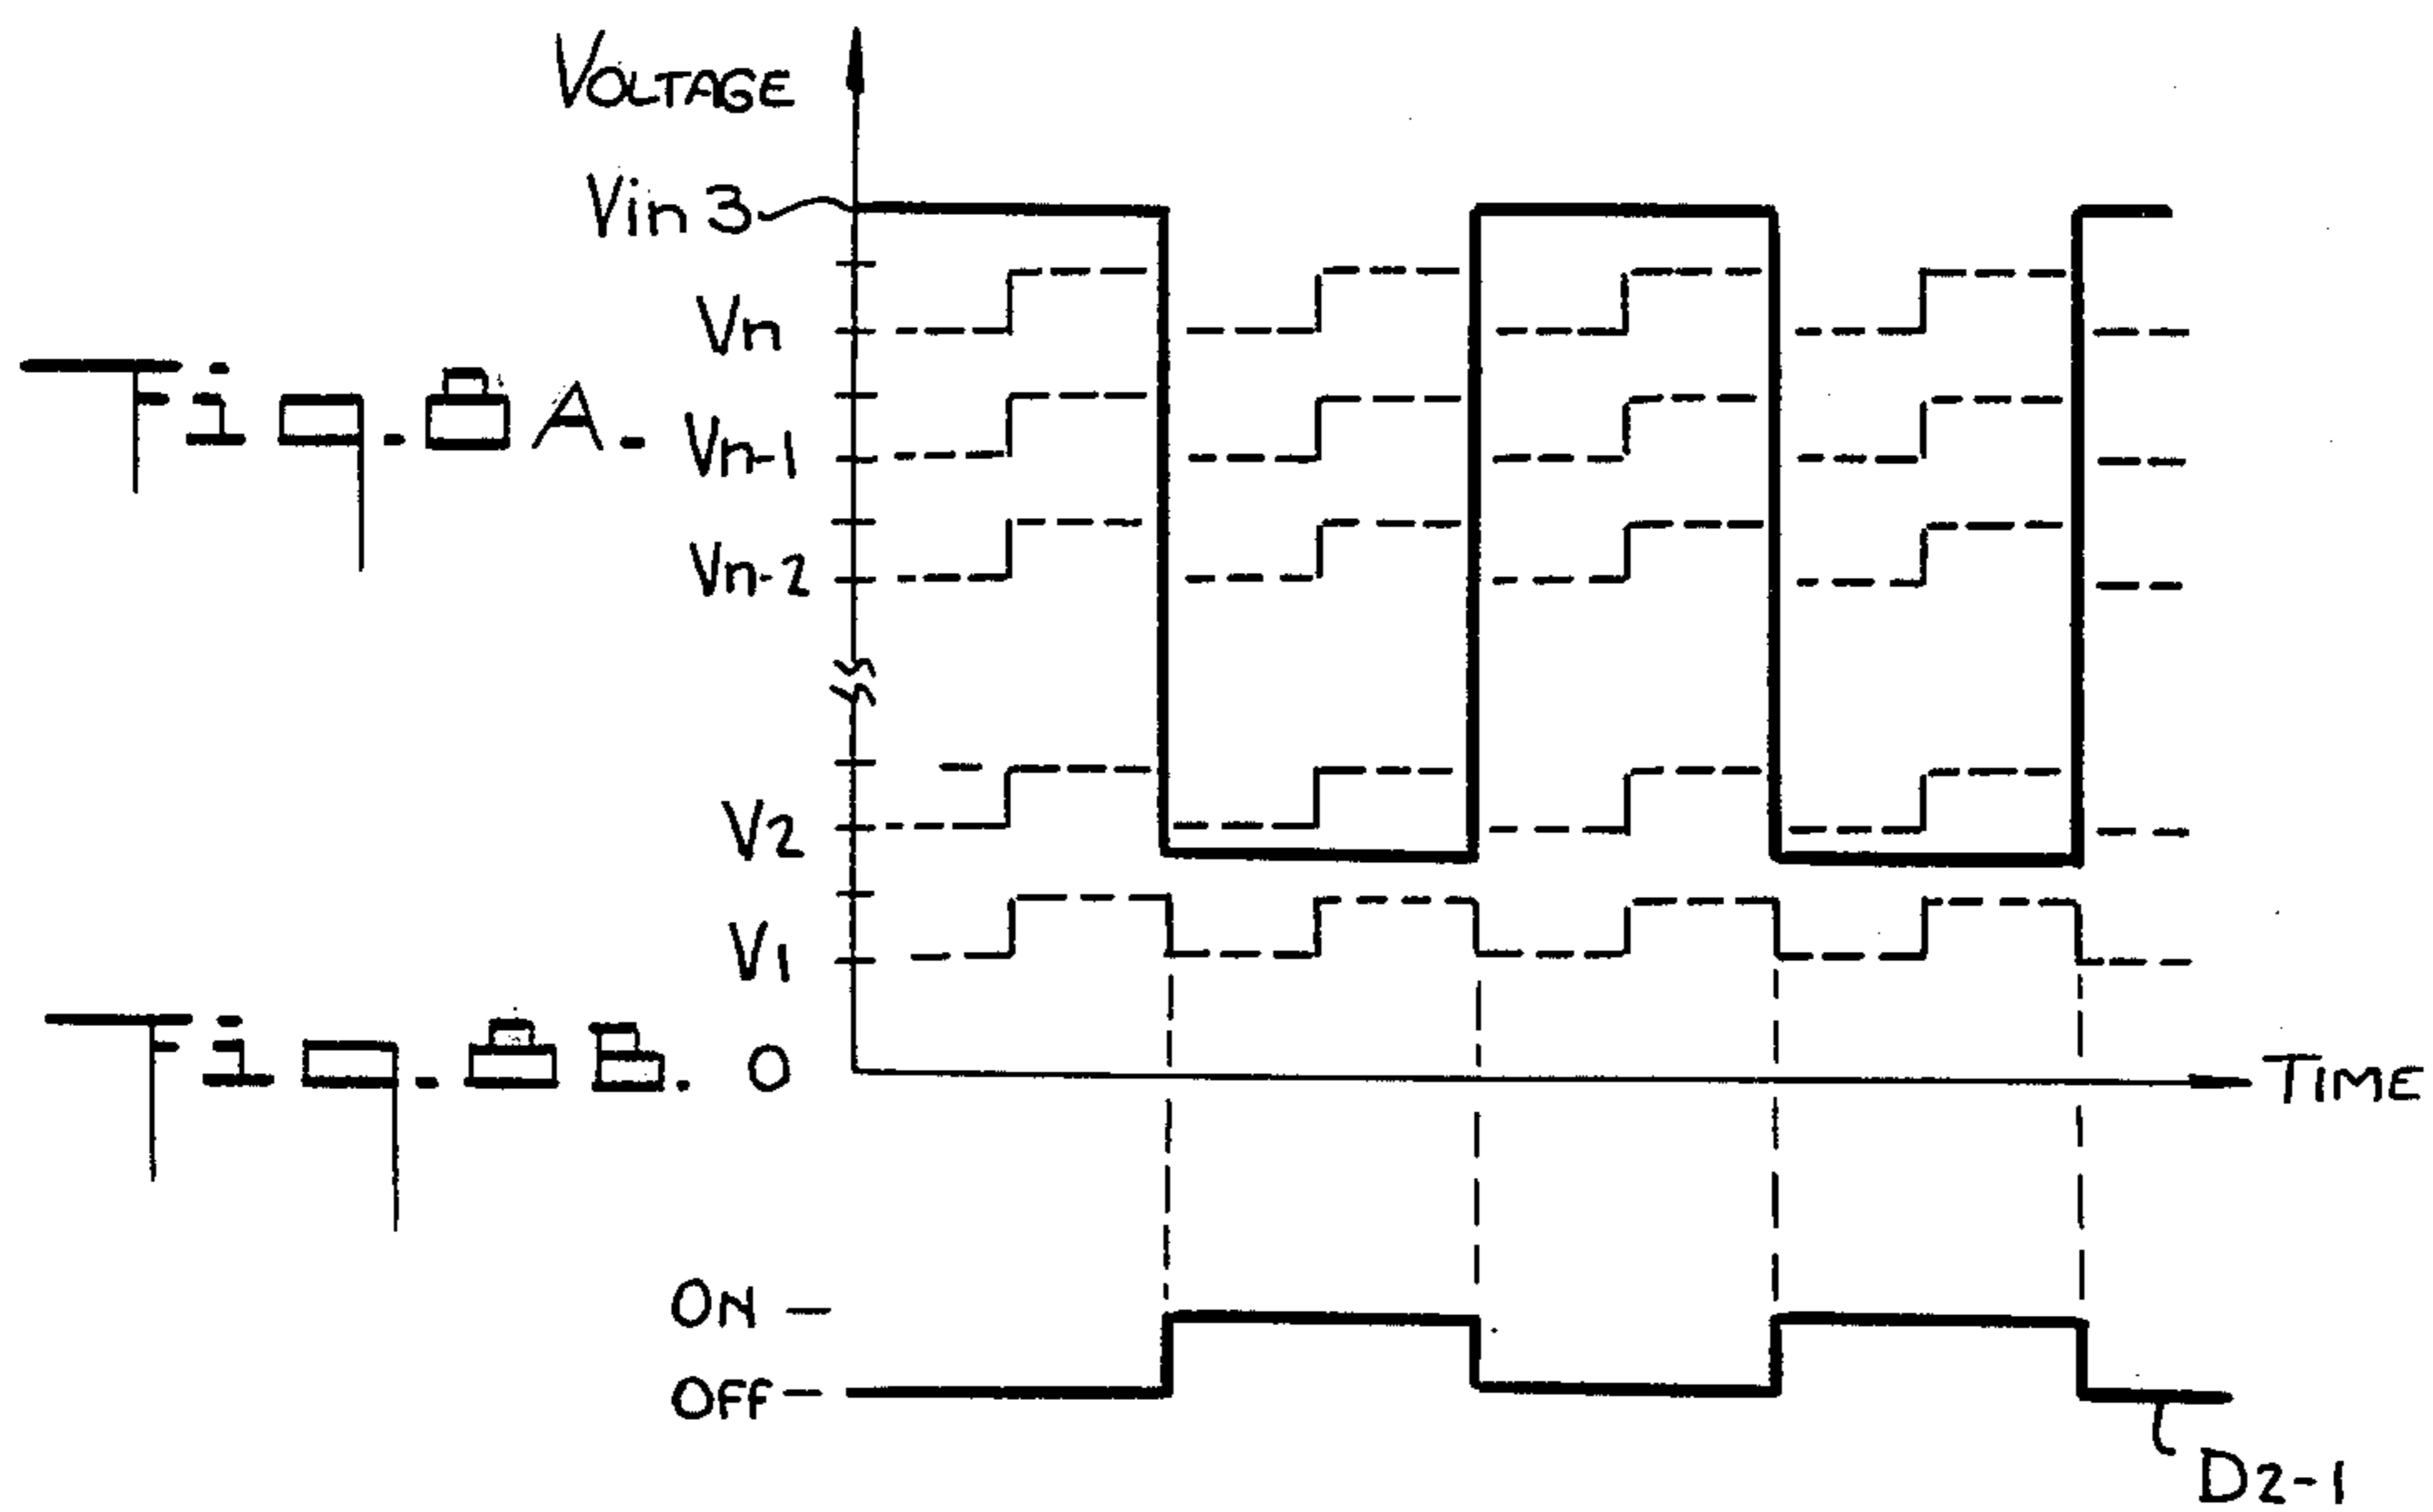 VOLTAGE
Vin 3
Vn
Fig. 8A.
Vn-1
Vn-2
V2
V1
Fig. 8B.
0
TIME
ON
OFF
D2-1